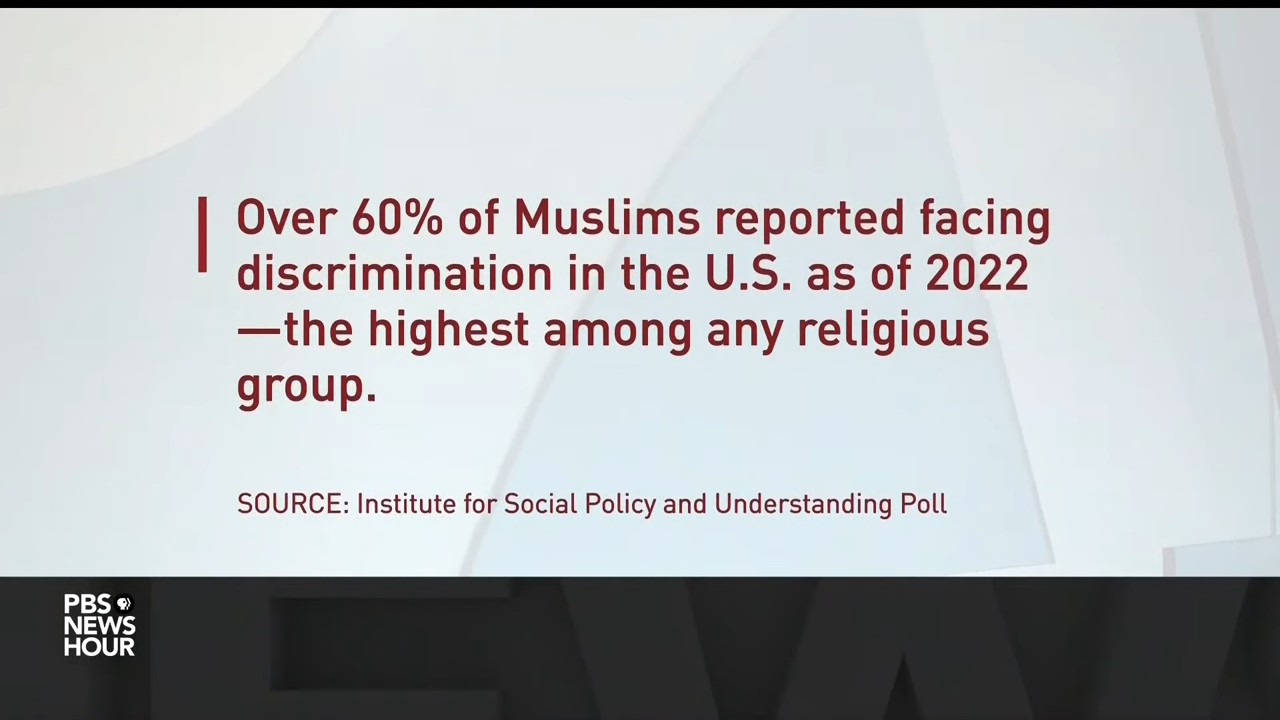 Over 60% of Muslims reported facing
discrimination in the U.S. as of 2022
—the highest among any religious
group.
SOURCE: Institute for Social Policy and Understanding Poll
PBS
NEWS
HOUR